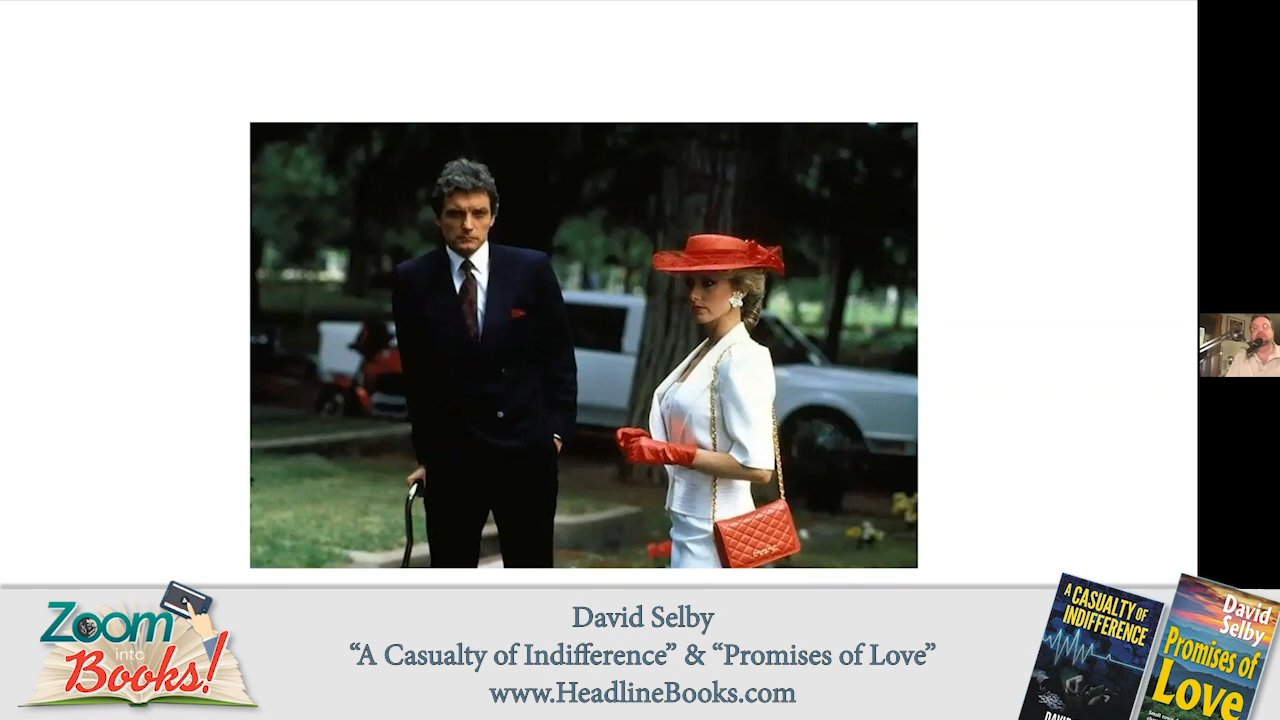 Zoom
into
Books!
David Selby
“A Casualty of Indifference” & “Promises of Love”
www.HeadlineBooks.com
A CASUALTY OF
INDIFFERENCE
David
Selby
Promises of
Love